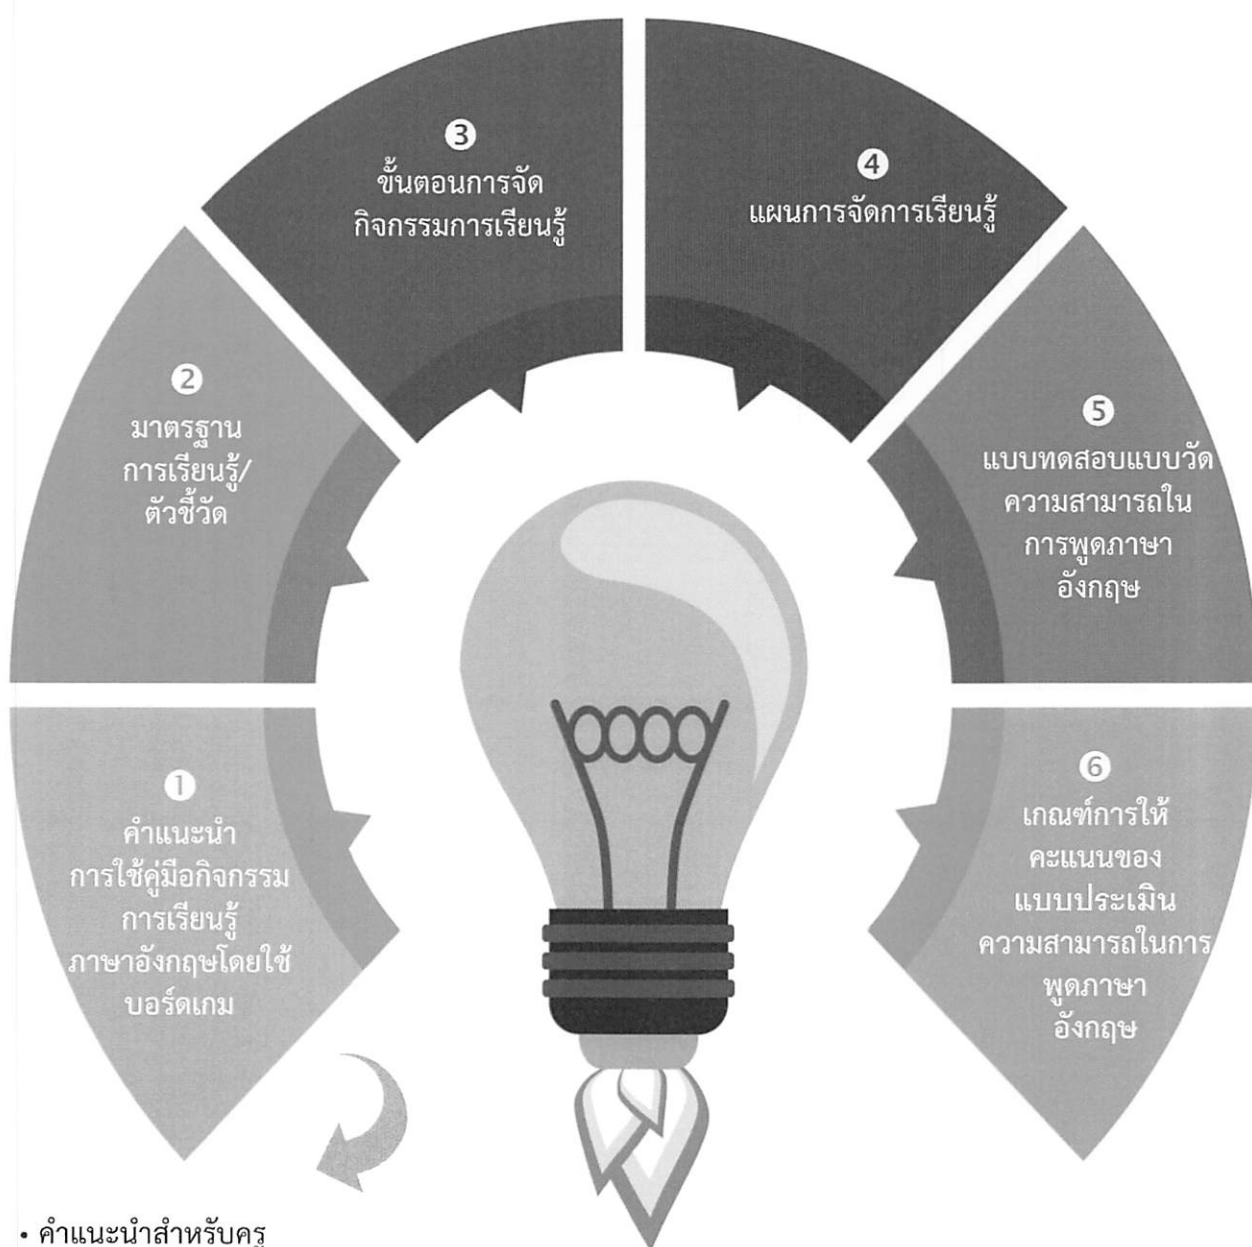 1
คำแนะนำ
การใช้คู่มือกิจกรรม
การเรียนรู้
ภาษาอังกฤษโดยใช้
บอร์ดเกม
2
มาตรฐาน
การเรียนรู้/
ตัวชี้วัด
3
ขั้นตอนการจัด
กิจกรรมการเรียนรู้
4
แผนการจัดการเรียนรู้
5
แบบทดสอบแบบวัด
ความสามารถใน
การพูดภาษา
อังกฤษ
6
เกณฑ์การให้
คะแนนของ
แบบประเมิน
ความสามารถในการ
พูดภาษา
อังกฤษ
• คำแนะนำสำหรับครู